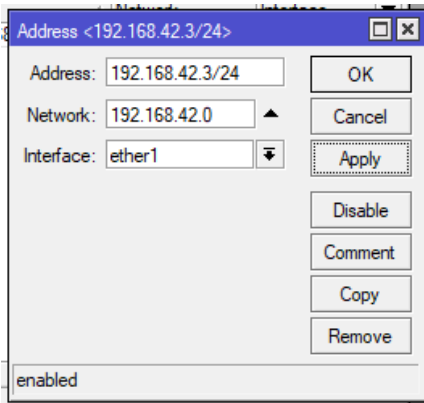 Address <192.168.42.3/24>
Address: 192.168.42.3/24
OK
Network: 192.168.42.0
Cancel
Interface: ether1
Apply
Disable
Comment
Copy
Remove
enabled